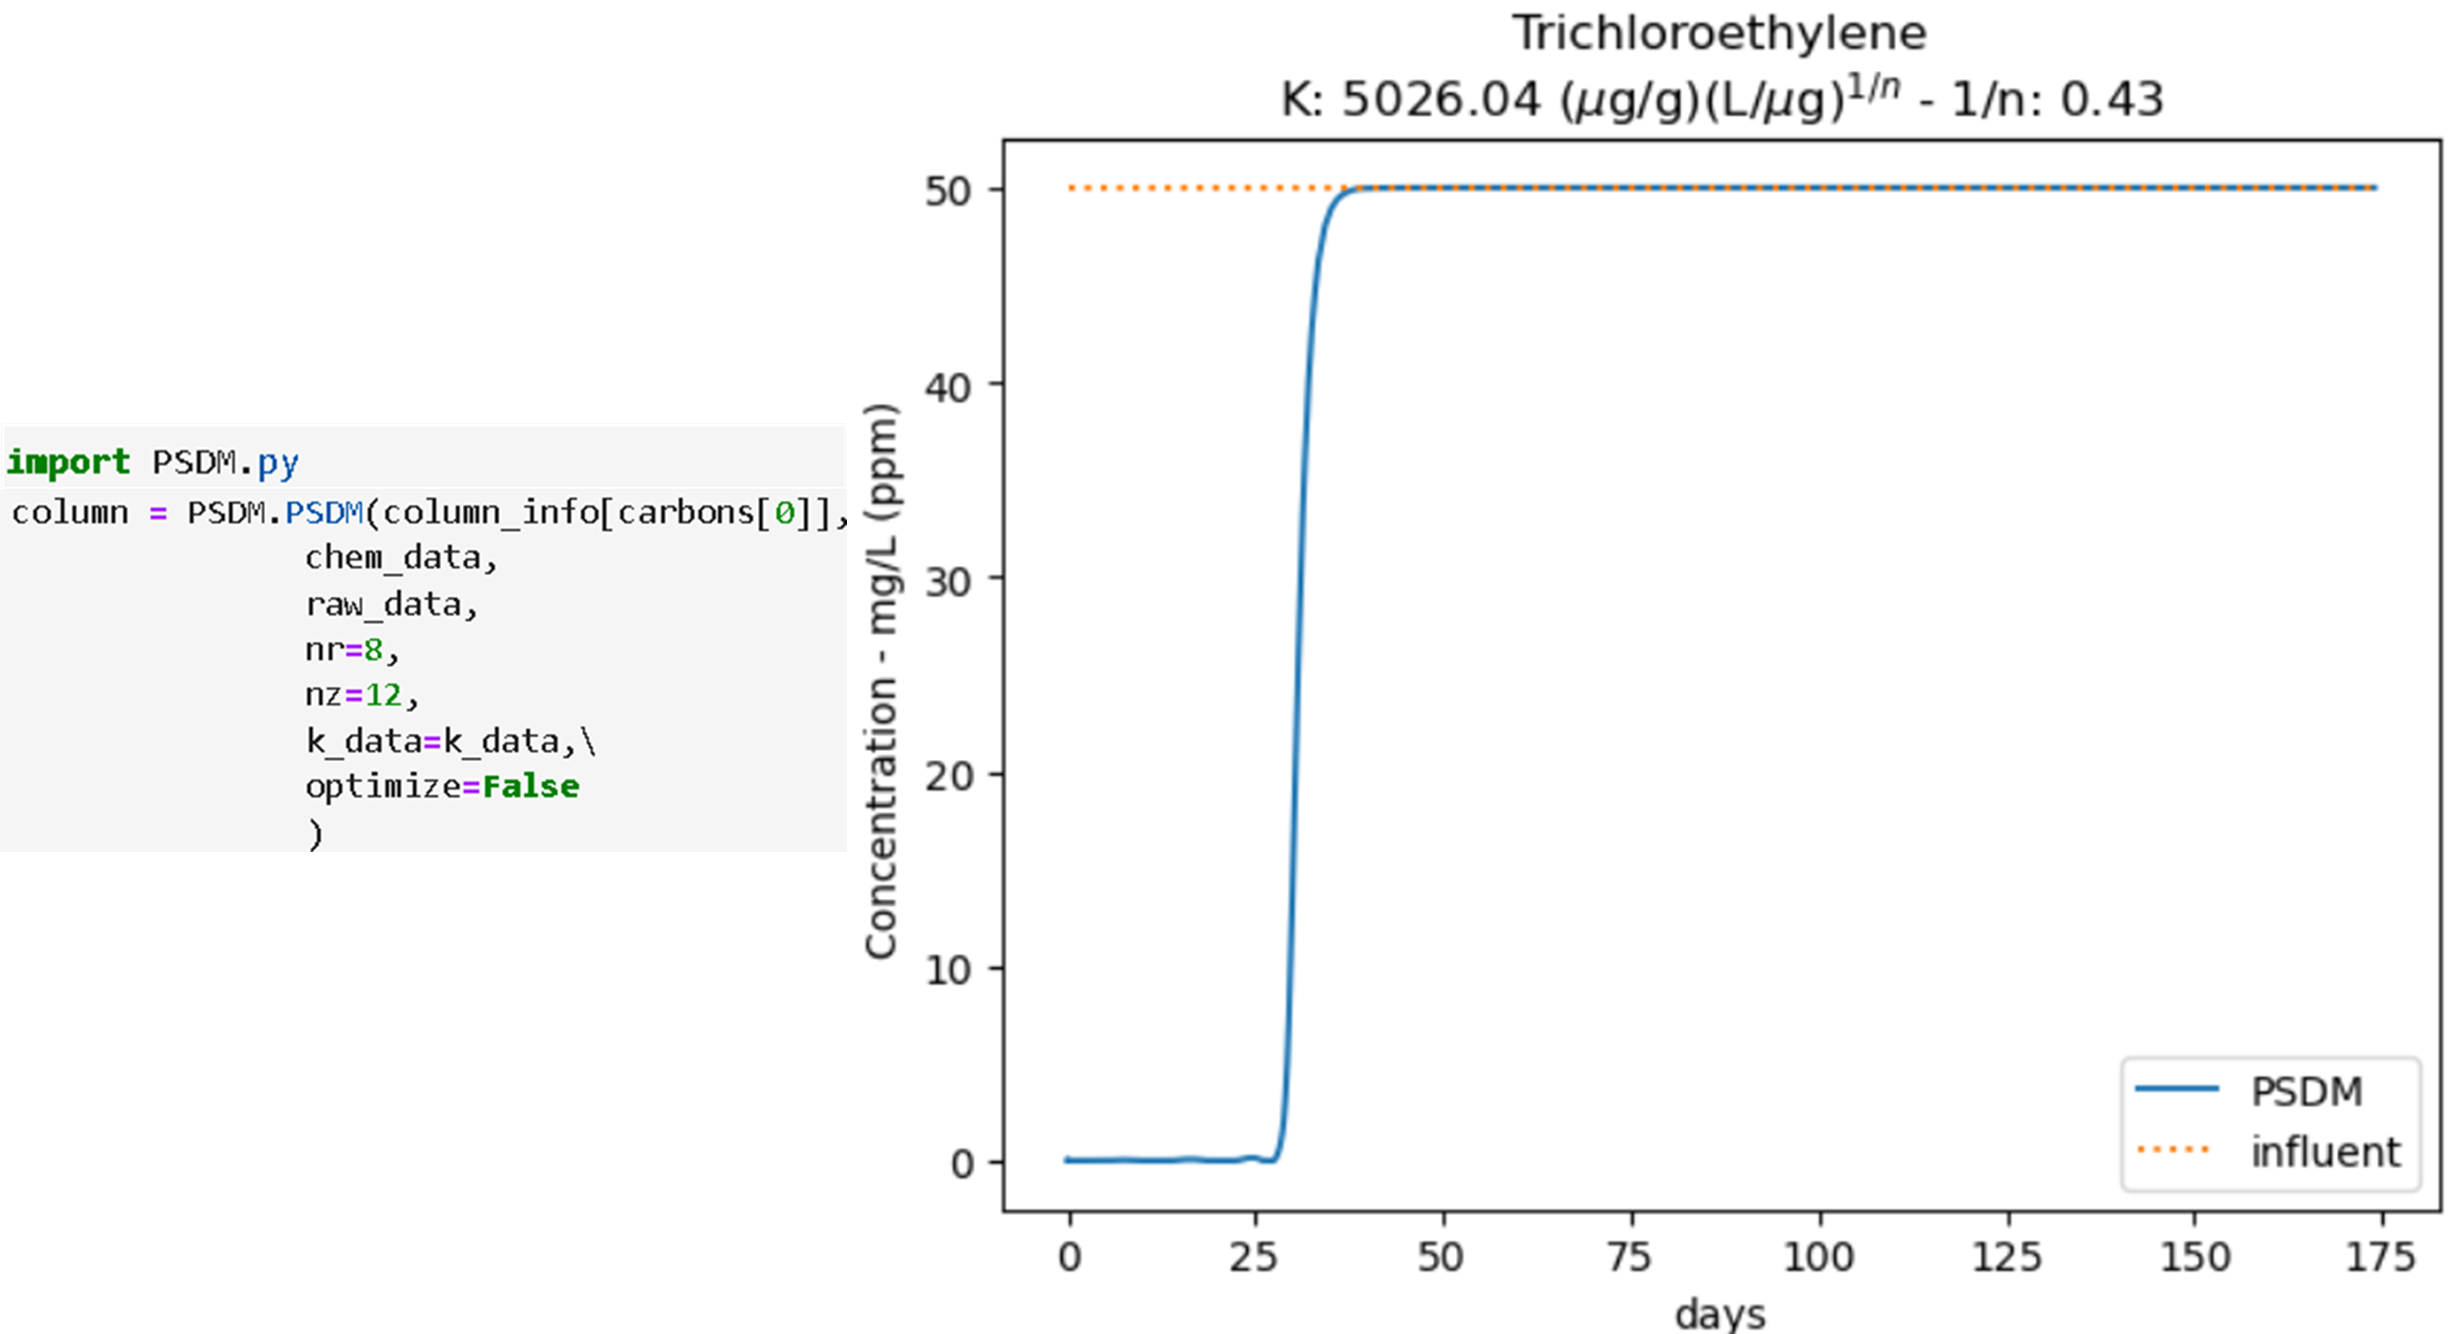 import PSDM.py
column = PSDM.PSDM(column_info[carbons[0]],
chem_data,
raw_data,
nr=8,
nz=12,
k_data=k_data,\
optimize=False
)
Trichloroethylene
K: 5026.04 (μg/g)(L/μg)^{1/n} - 1/n: 0.43
Concentration - mg/L (ppm)
50
40
30
20
10
0
0 25 50 75 100 125 150 175
days
PSDM
influent